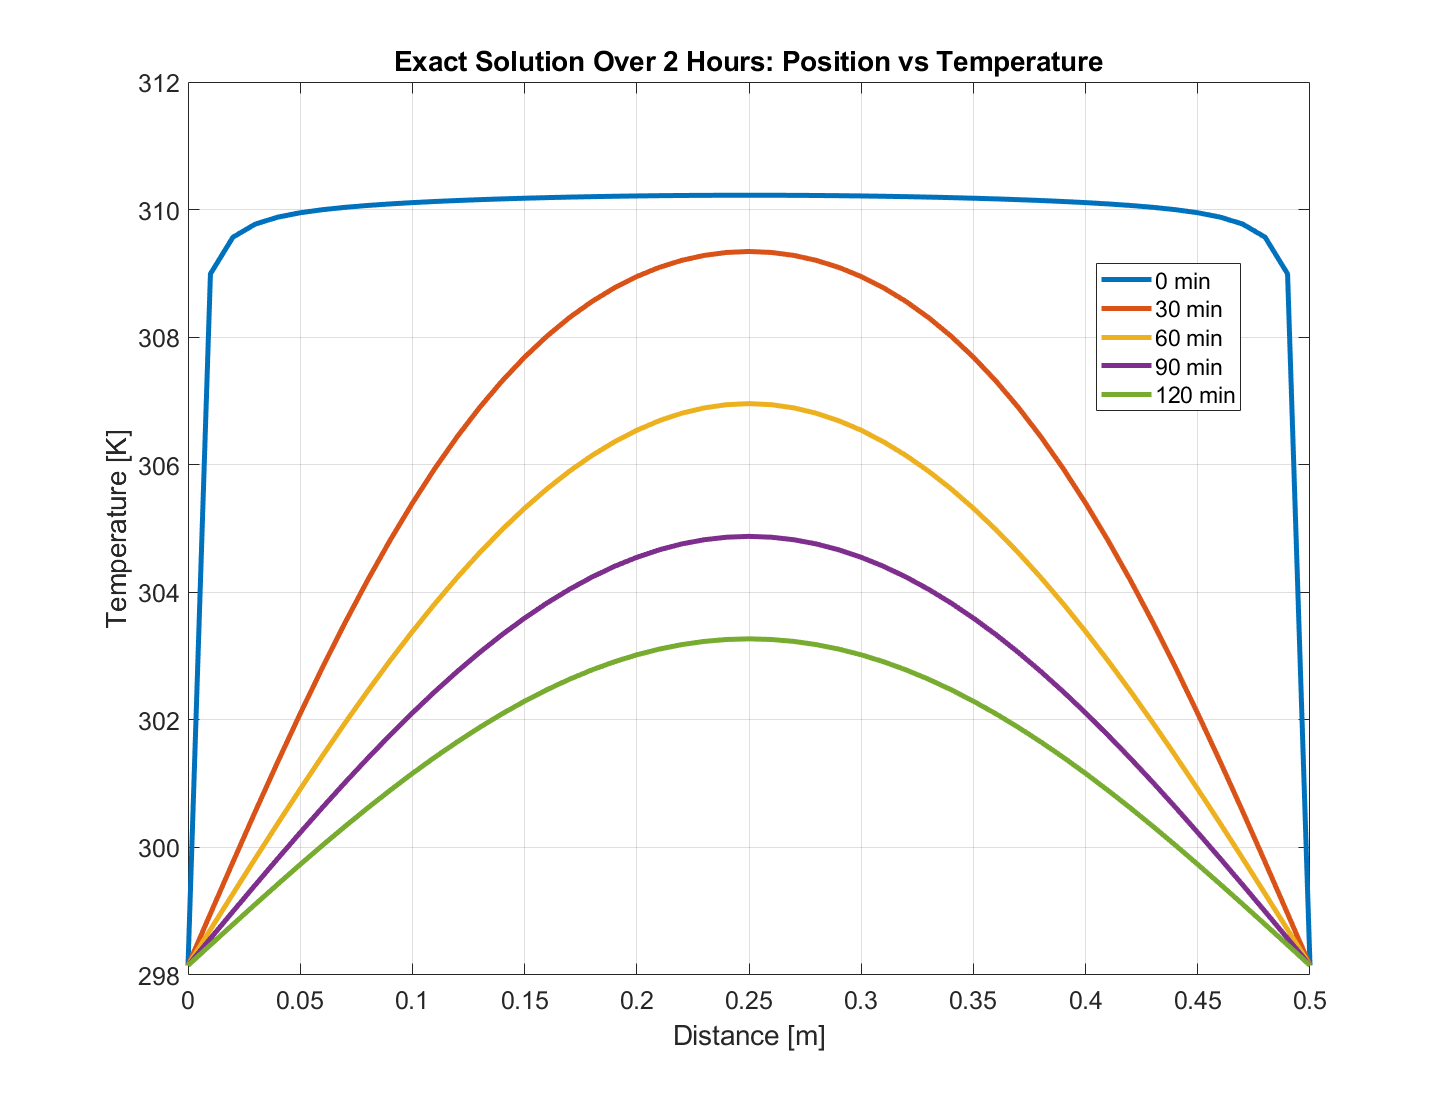 Exact Solution Over 2 Hours: Position vs Temperature
312
310
308
306
304
302
300
298
Temperature [K]
0 min
30 min
60 min
90 min
120 min
0 0.05 0.1 0.15 0.2 0.25 0.3 0.35 0.4 0.45 0.5
Distance [m]